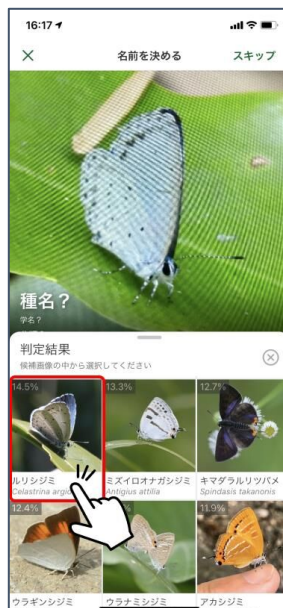 16:17
名前を決める
スキップ
種名？
学名？
判定結果
候補画像の中から選択してください
14.5%
13.3%
12.7%
ルリシジミ
ミズイロオナガシジミ
キマダラルリツバメ
Celastrina
Antigius attilia
Spindasis takanonis
12.4%
11.9%
ウラギンシジミ
ウラナミシジミ
アカシジミ